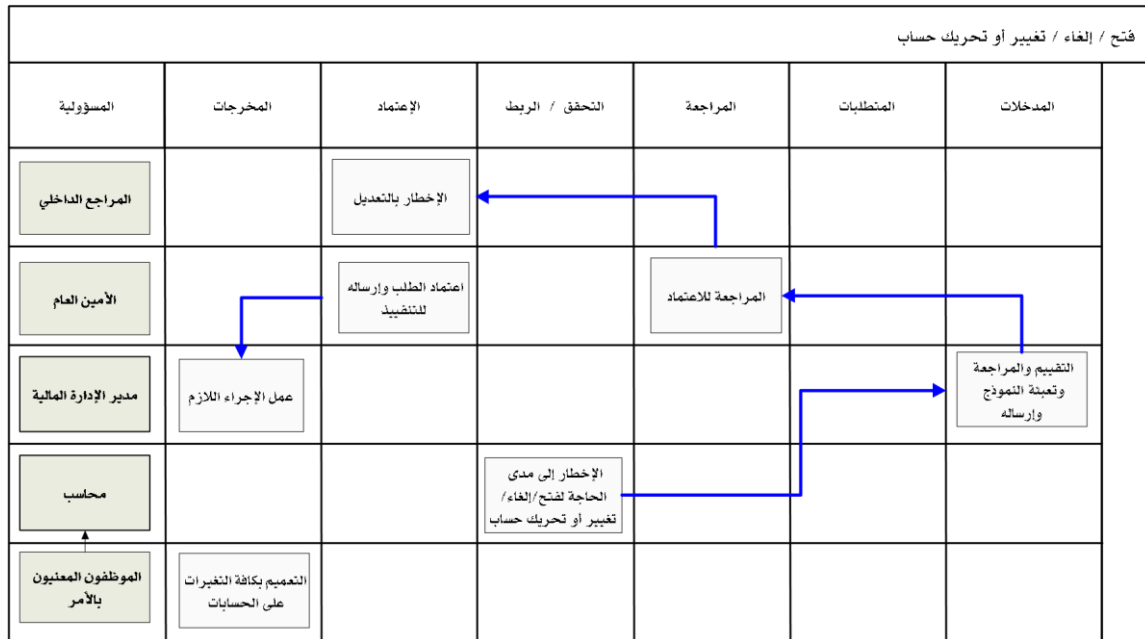 فتح / إلغاء / تغيير أو تحريك حساب
المدخلات
المتطلبات
المراجعة
التحقق / الربط
الإعتماد
المخرجات
المسؤولية
الإخطار بالتعديل
المراجع الداخلي
المراجعة للاعتماد
اعتماد الطلب وإرساله
للتنفييذ
الأمين العام
التقييم والمراجعة
وتعبئة النموذج
وإرساله
عمل الإجراء اللازم
مدير الإدارة المالية
الإخطار إلى مدى
الحاجة لفتح/إلغاء/
تغيير أو تحريك حساب
محاسب
التعميم بكافة التغيرات
على الحسابات
الموظفون المعنيون
بالأمر